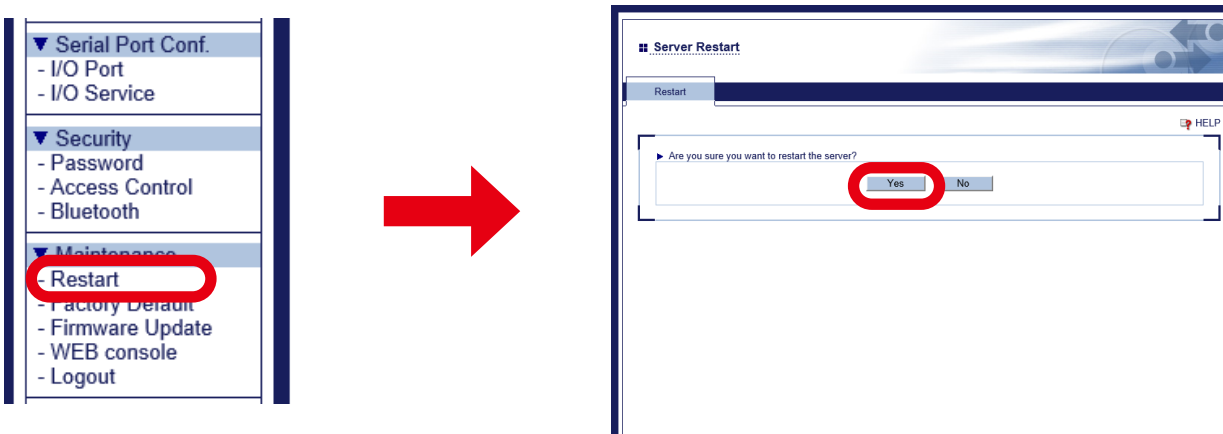 ▼ Serial Port Conf.
- I/O Port
- I/O Service
▼ Security
- Password
- Access Control
- Bluetooth
▼ Maintenance
- Restart
- Factory Default
- Firmware Update
- WEB console
- Logout
Server Restart
Restart
HELP
▶ Are you sure you want to restart the server?
Yes No